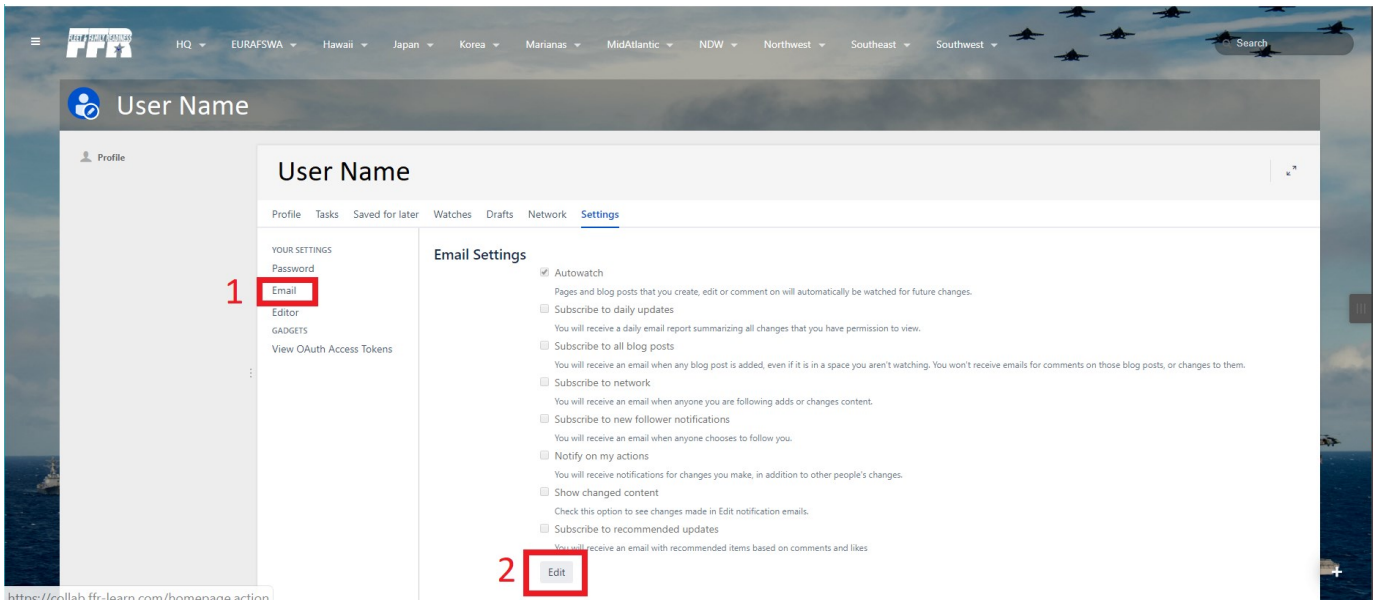 FLEET & FAMILY READINESS
FFR
HQ EURAFSWA Hawaii Japan Korea Marianas MidAtlantic NDW Northwest Southeast Southwest Search
User Name
Profile
User Name
Profile Tasks Saved for later Watches Drafts Network Settings
YOUR SETTINGS
Password
1 Email
Editor
GADGETS
View OAuth Access Tokens
Email Settings
Autowatch
Pages and blog posts that you create, edit or comment on will automatically be watched for future changes.
Subscribe to daily updates
You will receive a daily email report summarizing all changes that you have permission to view.
Subscribe to all blog posts
You will receive an email when any blog post is added, even if it is in a space you aren't watching. You won't receive emails for comments on those blog posts, or changes to them.
Subscribe to network
You will receive an email when anyone you are following adds or changes content.
Subscribe to new follower notifications
You will receive an email when anyone chooses to follow you.
Notify on my actions
You will receive notifications for changes you make, in addition to other people's changes.
Show changed content
Check this option to see changes made in Edit notification emails.
Subscribe to recommended updates
You will receive an email with recommended items based on comments and likes
2 Edit
https://collab.ffr-learn.com/homepage.action